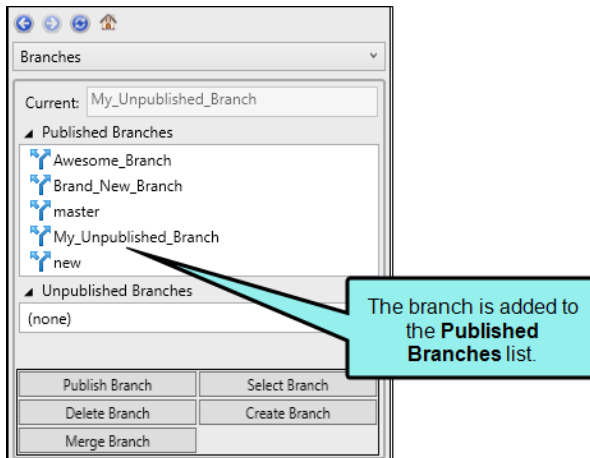 Branches
Current: My_Unpublished_Branch
Published Branches
Awesome_Branch
Brand_New_Branch
master
My_Unpublished_Branch
new
Unpublished Branches
(none)
The branch is added to
the Published
Branches list.
Publish Branch Select Branch
Delete Branch Create Branch
Merge Branch